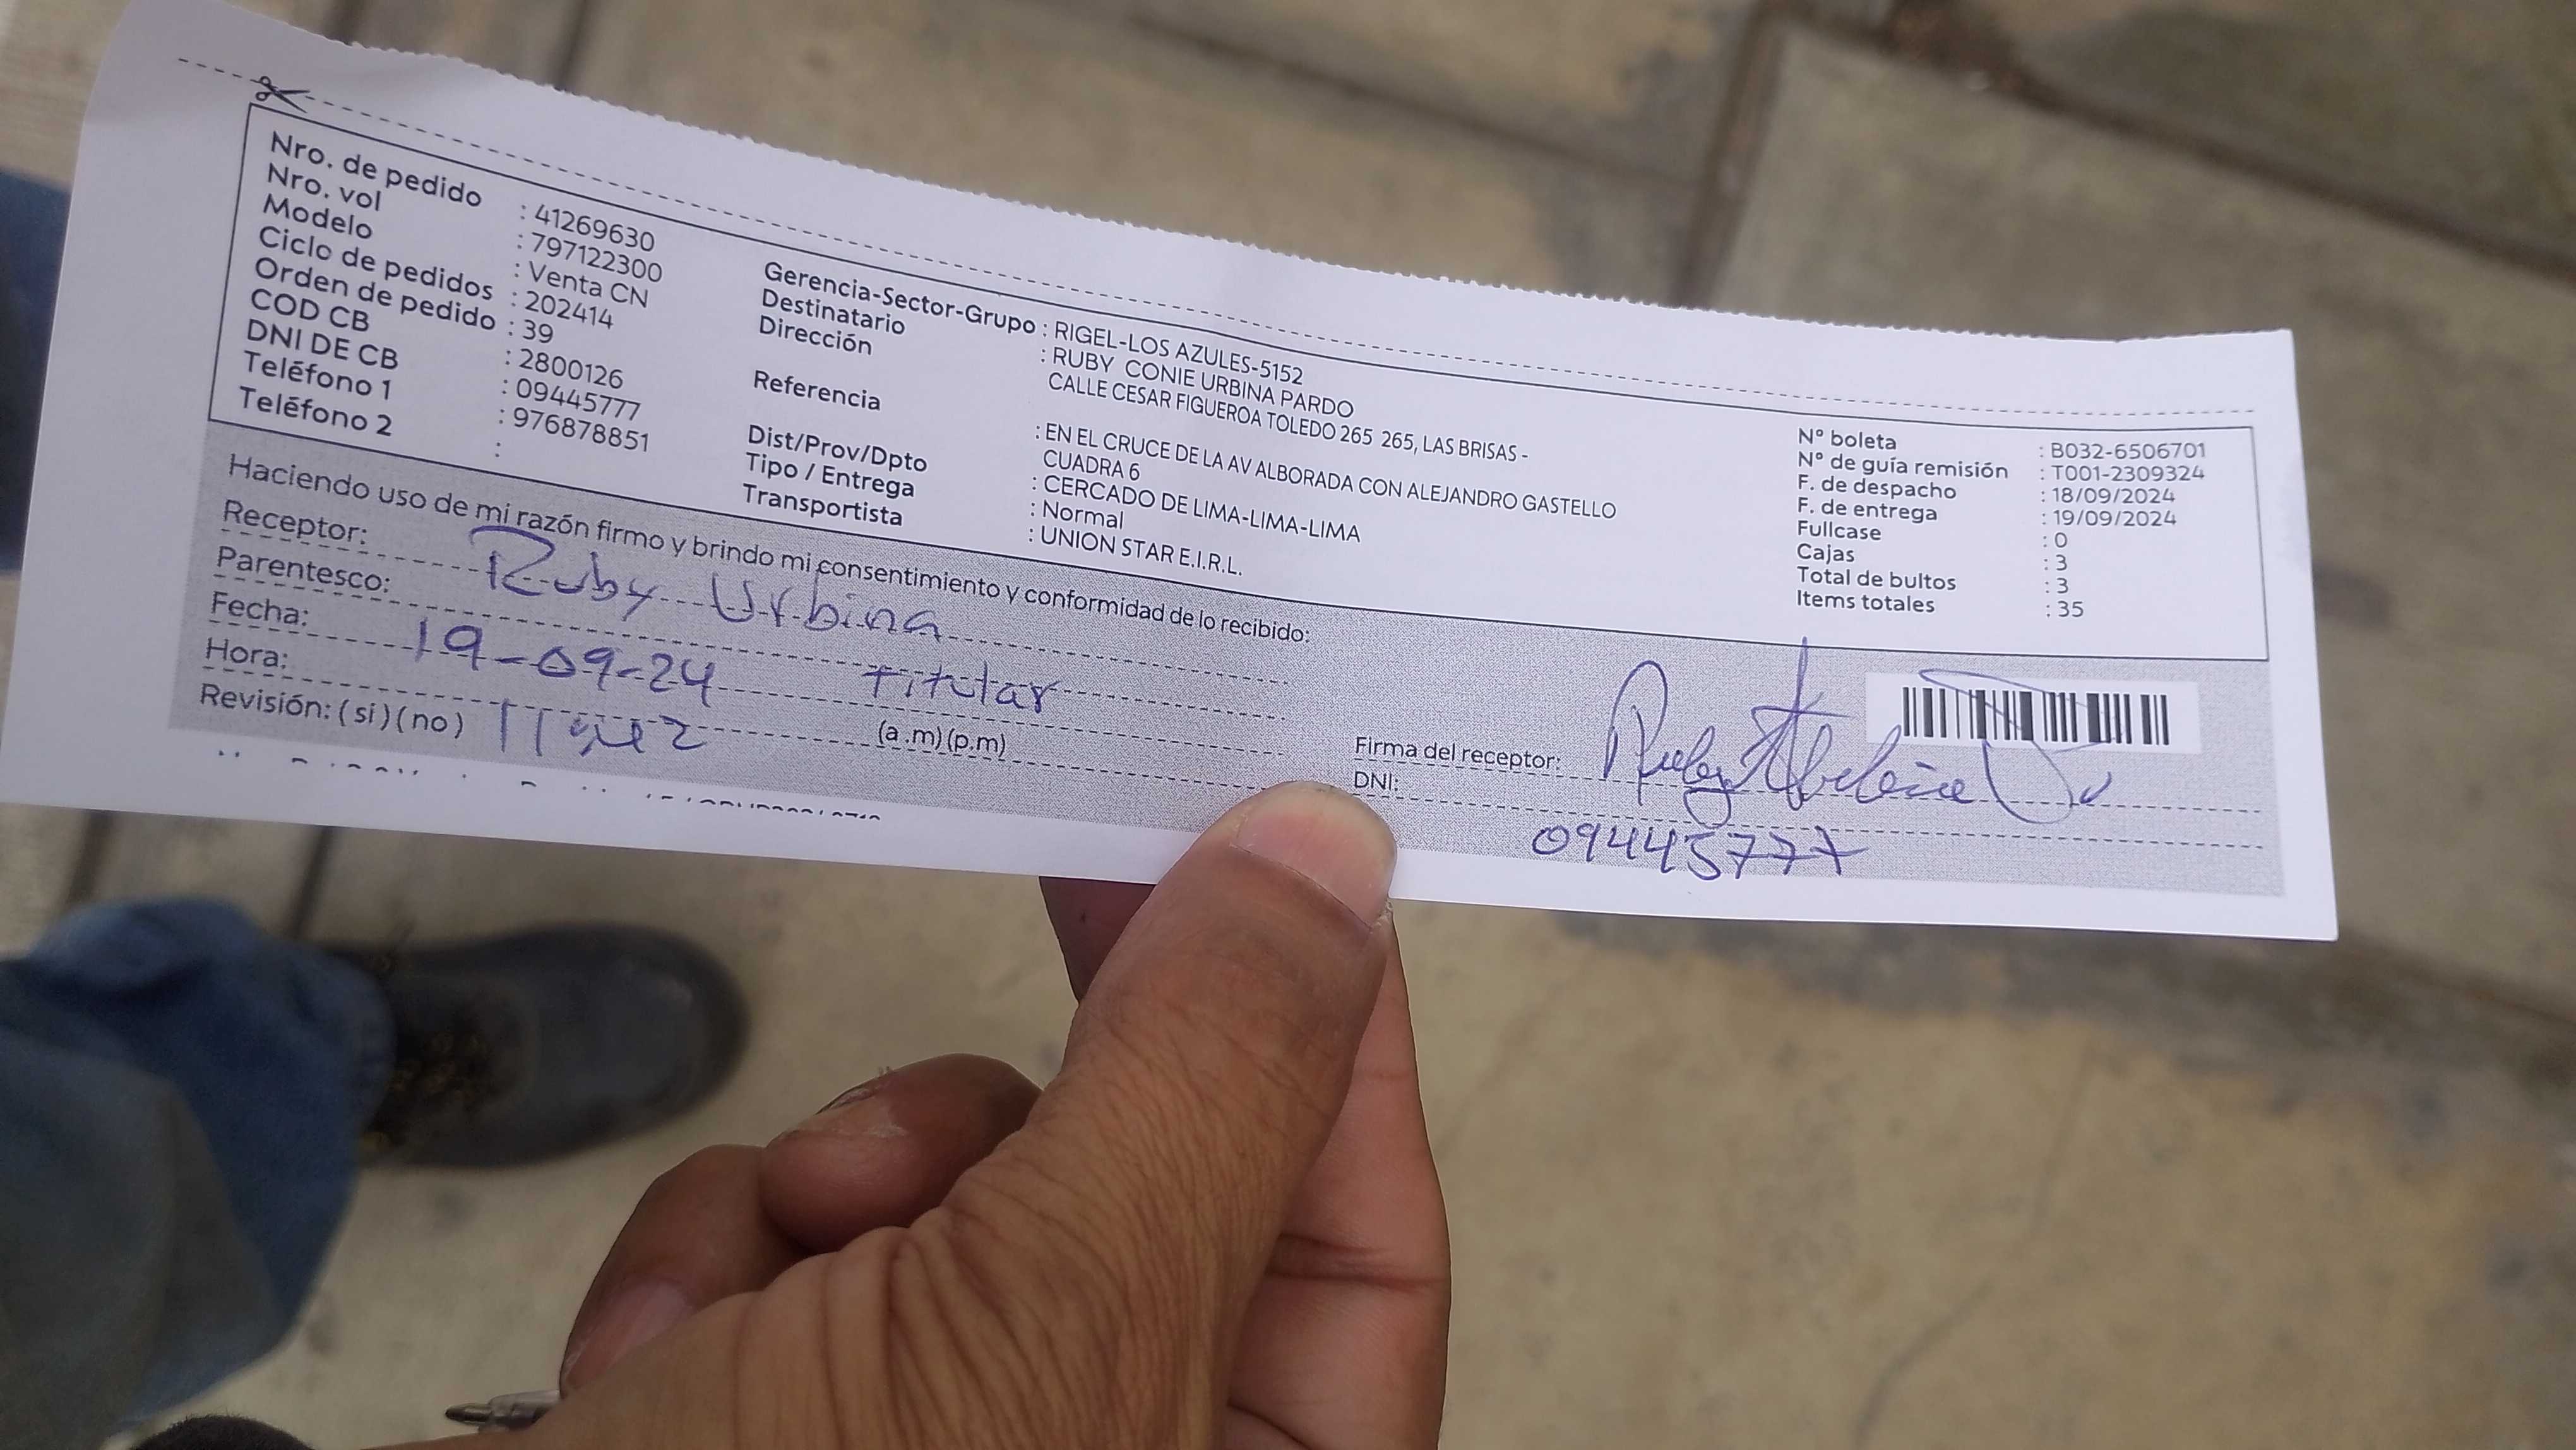 Nro. de pedido : 41269630
Nro. vol : 797122300
Modelo : Venta CN
Ciclo de pedidos : 202414
Orden de pedido : 39
COD CB : 2800126
DNI DE CB : 09445777
Teléfono 1 : 976878851
Teléfono 2 :
Gerencia-Sector-Grupo : RIGEL-LOS AZULES-5152
Destinatario : RUBY CONIE URBINA PARDO
Dirección CALLE CESAR FIGUEROA TOLEDO 265 265, LAS BRISAS -
Referencia : EN EL CRUCE DE LA AV ALBORADA CON ALEJANDRO GASTELLO
CUADRA 6
Dist/Prov/Dpto : CERCADO DE LIMA-LIMA-LIMA
Tipo / Entrega : Normal
Transportista : UNION STAR E.I.R.L.
N° boleta : B032-6506701
N° de guía remisión : T001-2309324
F. de despacho : 18/09/2024
F. de entrega : 19/09/2024
Fullcase : 0
Cajas : 3
Total de bultos : 3
Items totales : 35
Haciendo uso de mi razón firmo y brindo mi consentimiento y conformidad de lo recibido:
Receptor: Ruby Urbina
Parentesco: Titular
Fecha: 19-09-24
Hora: (a .m) (p.m)
Revisión: ( si ) ( no )
Firma del receptor:
DNI: 09445777